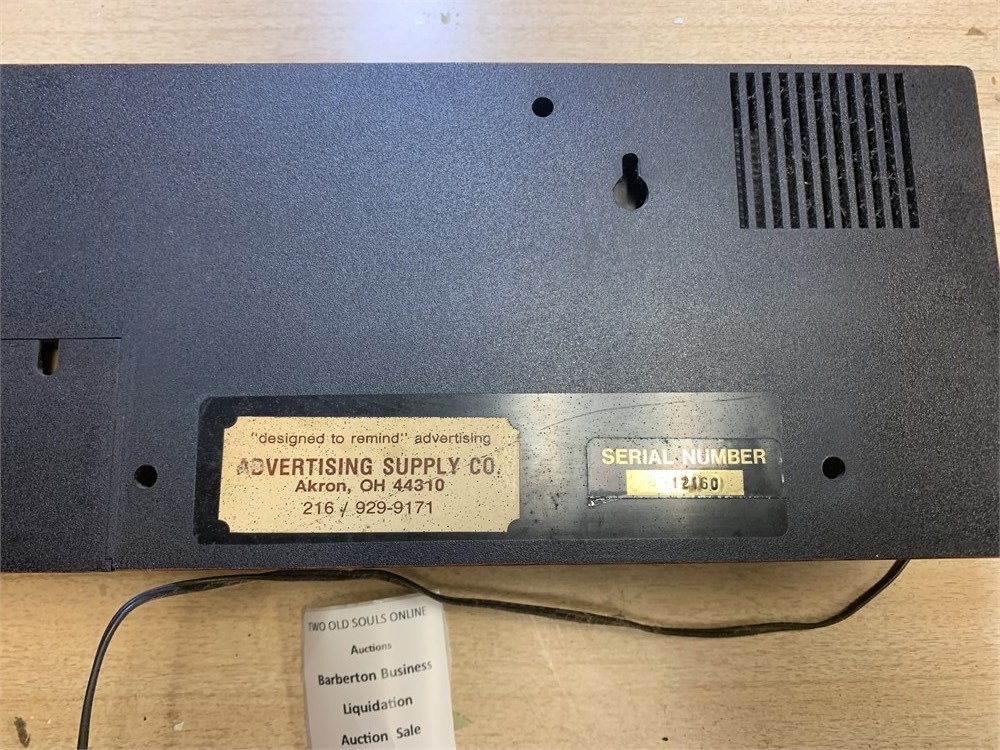 "designed to remind" advertising
ADVERTISING SUPPLY CO.
Akron, OH 44310
216 / 929-9171
SERIAL NUMBER
12160
TWO OLD SOULS ONLINE
Auctions
Barberton Business
Liquidation
Auction Sale